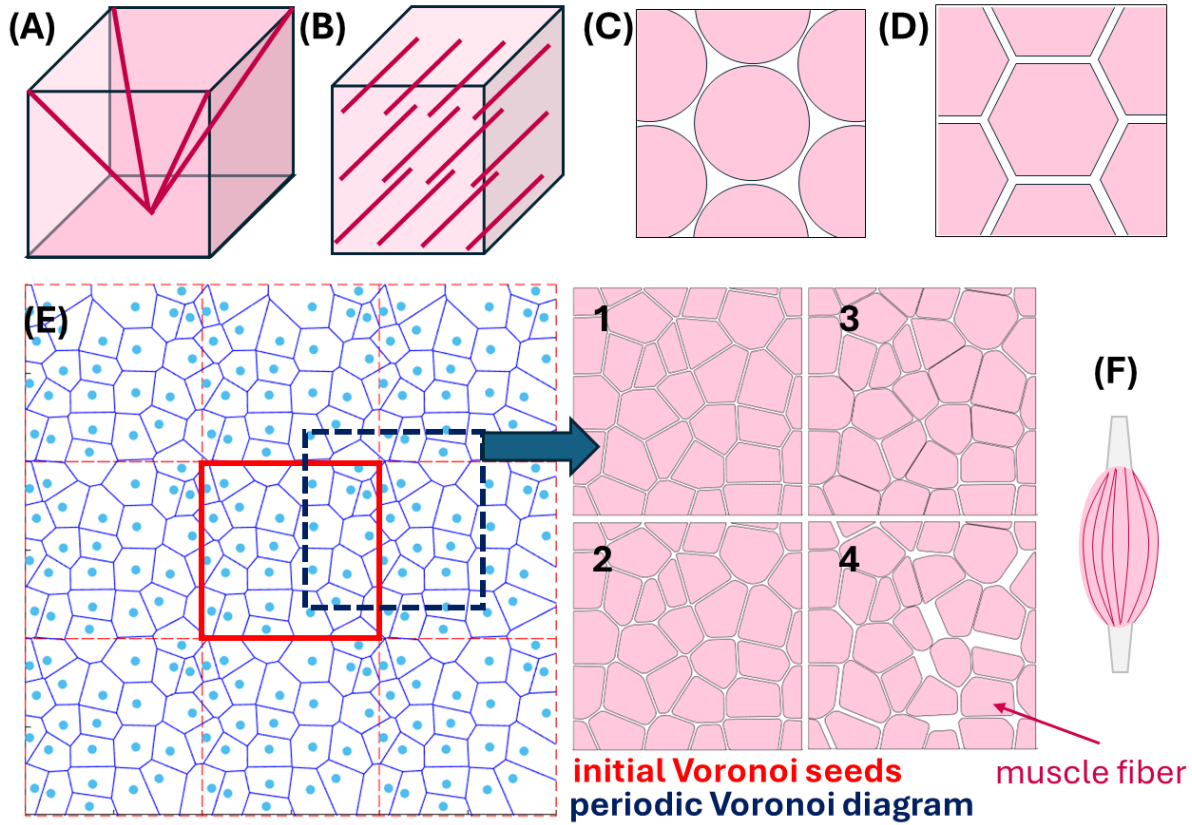 (A)
(B)
(C)
(D)
(E)
1
3
(F)
2
4
initial Voronoi seeds
muscle fiber
periodic Voronoi diagram